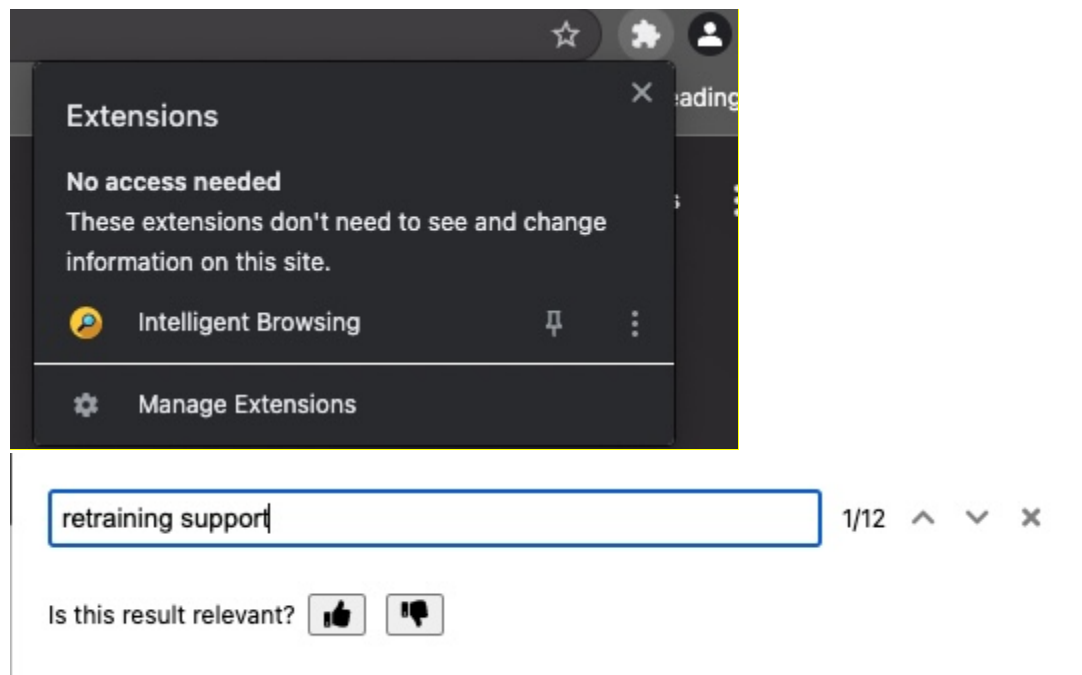 eading
Extensions
No access needed
These extensions don't need to see and change
information on this site.
s
Intelligent Browsing
Manage Extensions
retraining support
1/12
Is this result relevant?